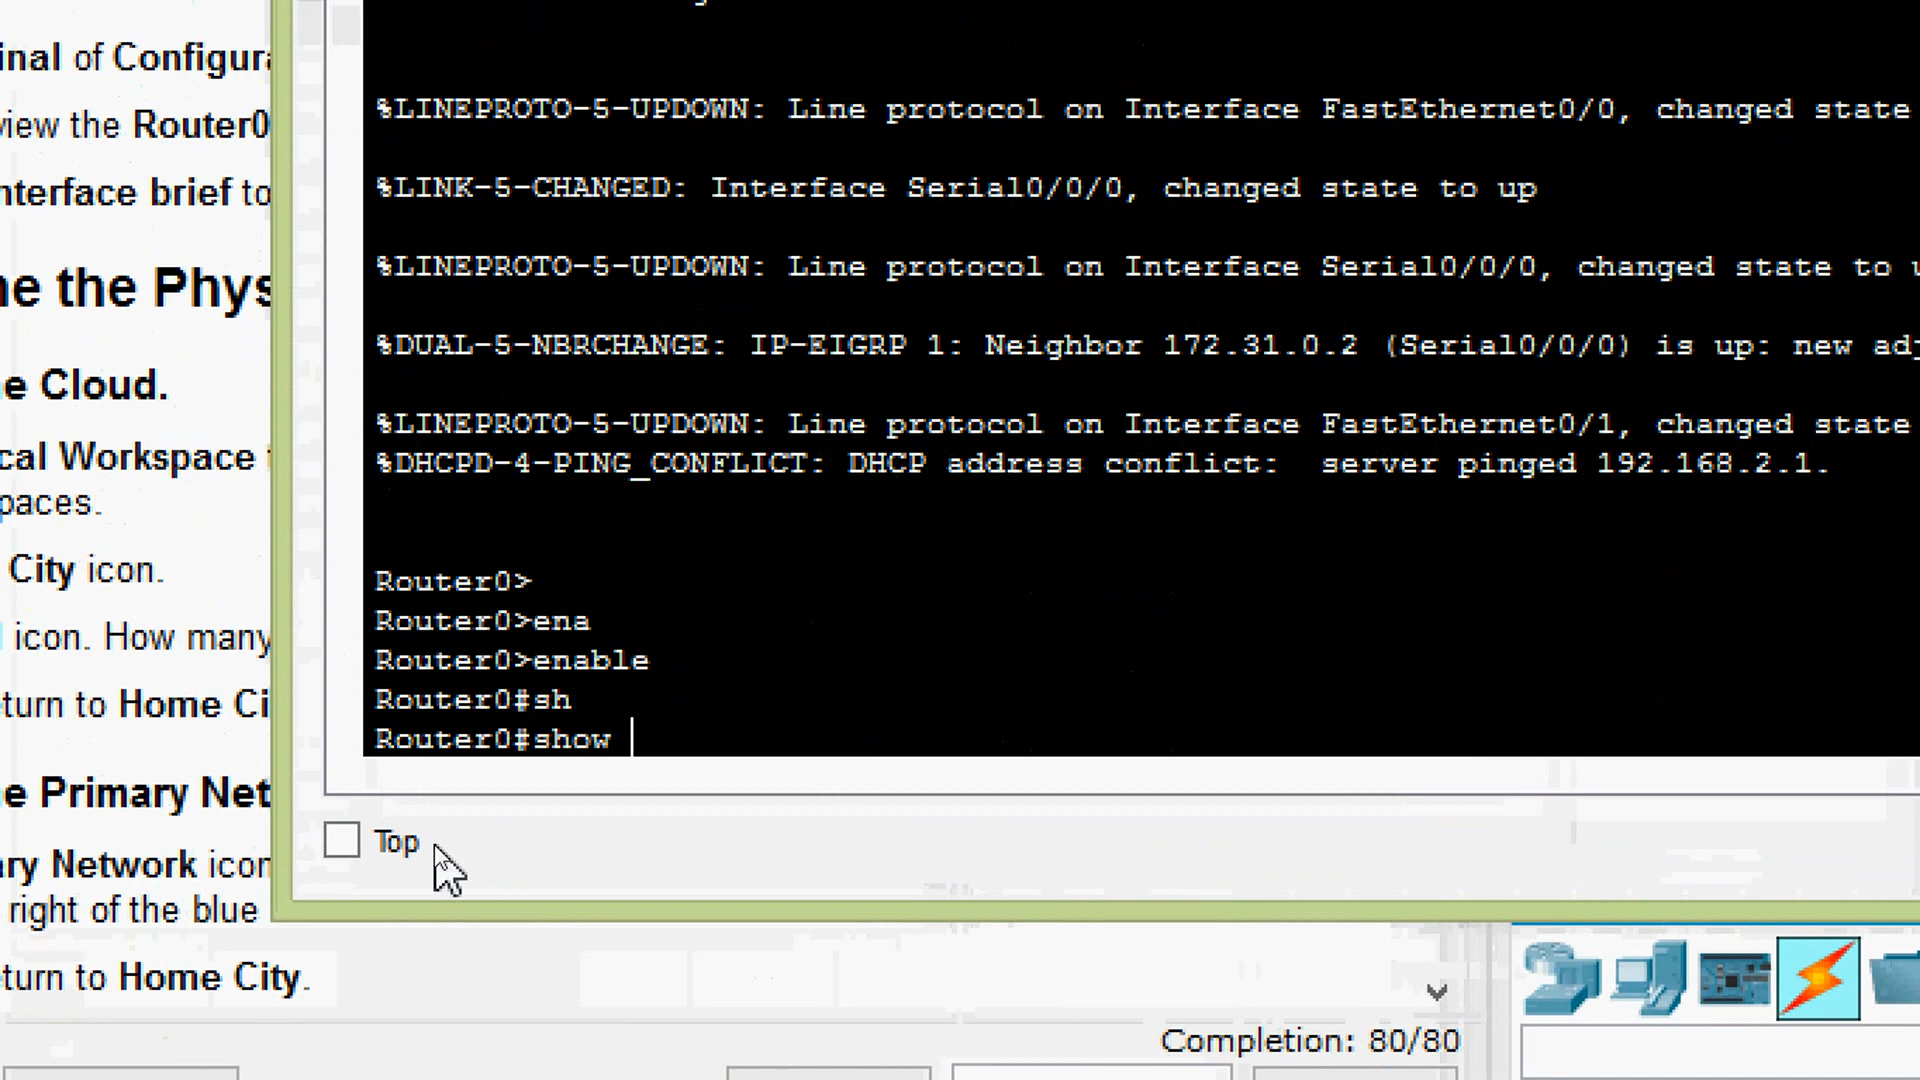 inal of Configura
view the Router0
nterface brief to
ne the Phys
e Cloud.
cal Workspace
paces.
City icon.
icon. How many
turn to Home Ci
e Primary Net
ary Network icon
right of the blue
turn to Home City.
%LINEPROTO-5-UPDOWN: Line protocol on Interface FastEthernet0/0, changed state
%LINK-5-CHANGED: Interface Serial0/0/0, changed state to up
%LINEPROTO-5-UPDOWN: Line protocol on Interface Serial0/0/0, changed state to u
%DUAL-5-NBRCHANGE: IP-EIGRP 1: Neighbor 172.31.0.2 (Serial0/0/0) is up: new adj
%LINEPROTO-5-UPDOWN: Line protocol on Interface FastEthernet0/1, changed state
%DHCPD-4-PING_CONFLICT: DHCP address conflict:  server pinged 192.168.2.1.
Router0>
Router0>ena
Router0>enable
Router0#sh
Router0#show
Top
Completion: 80/80